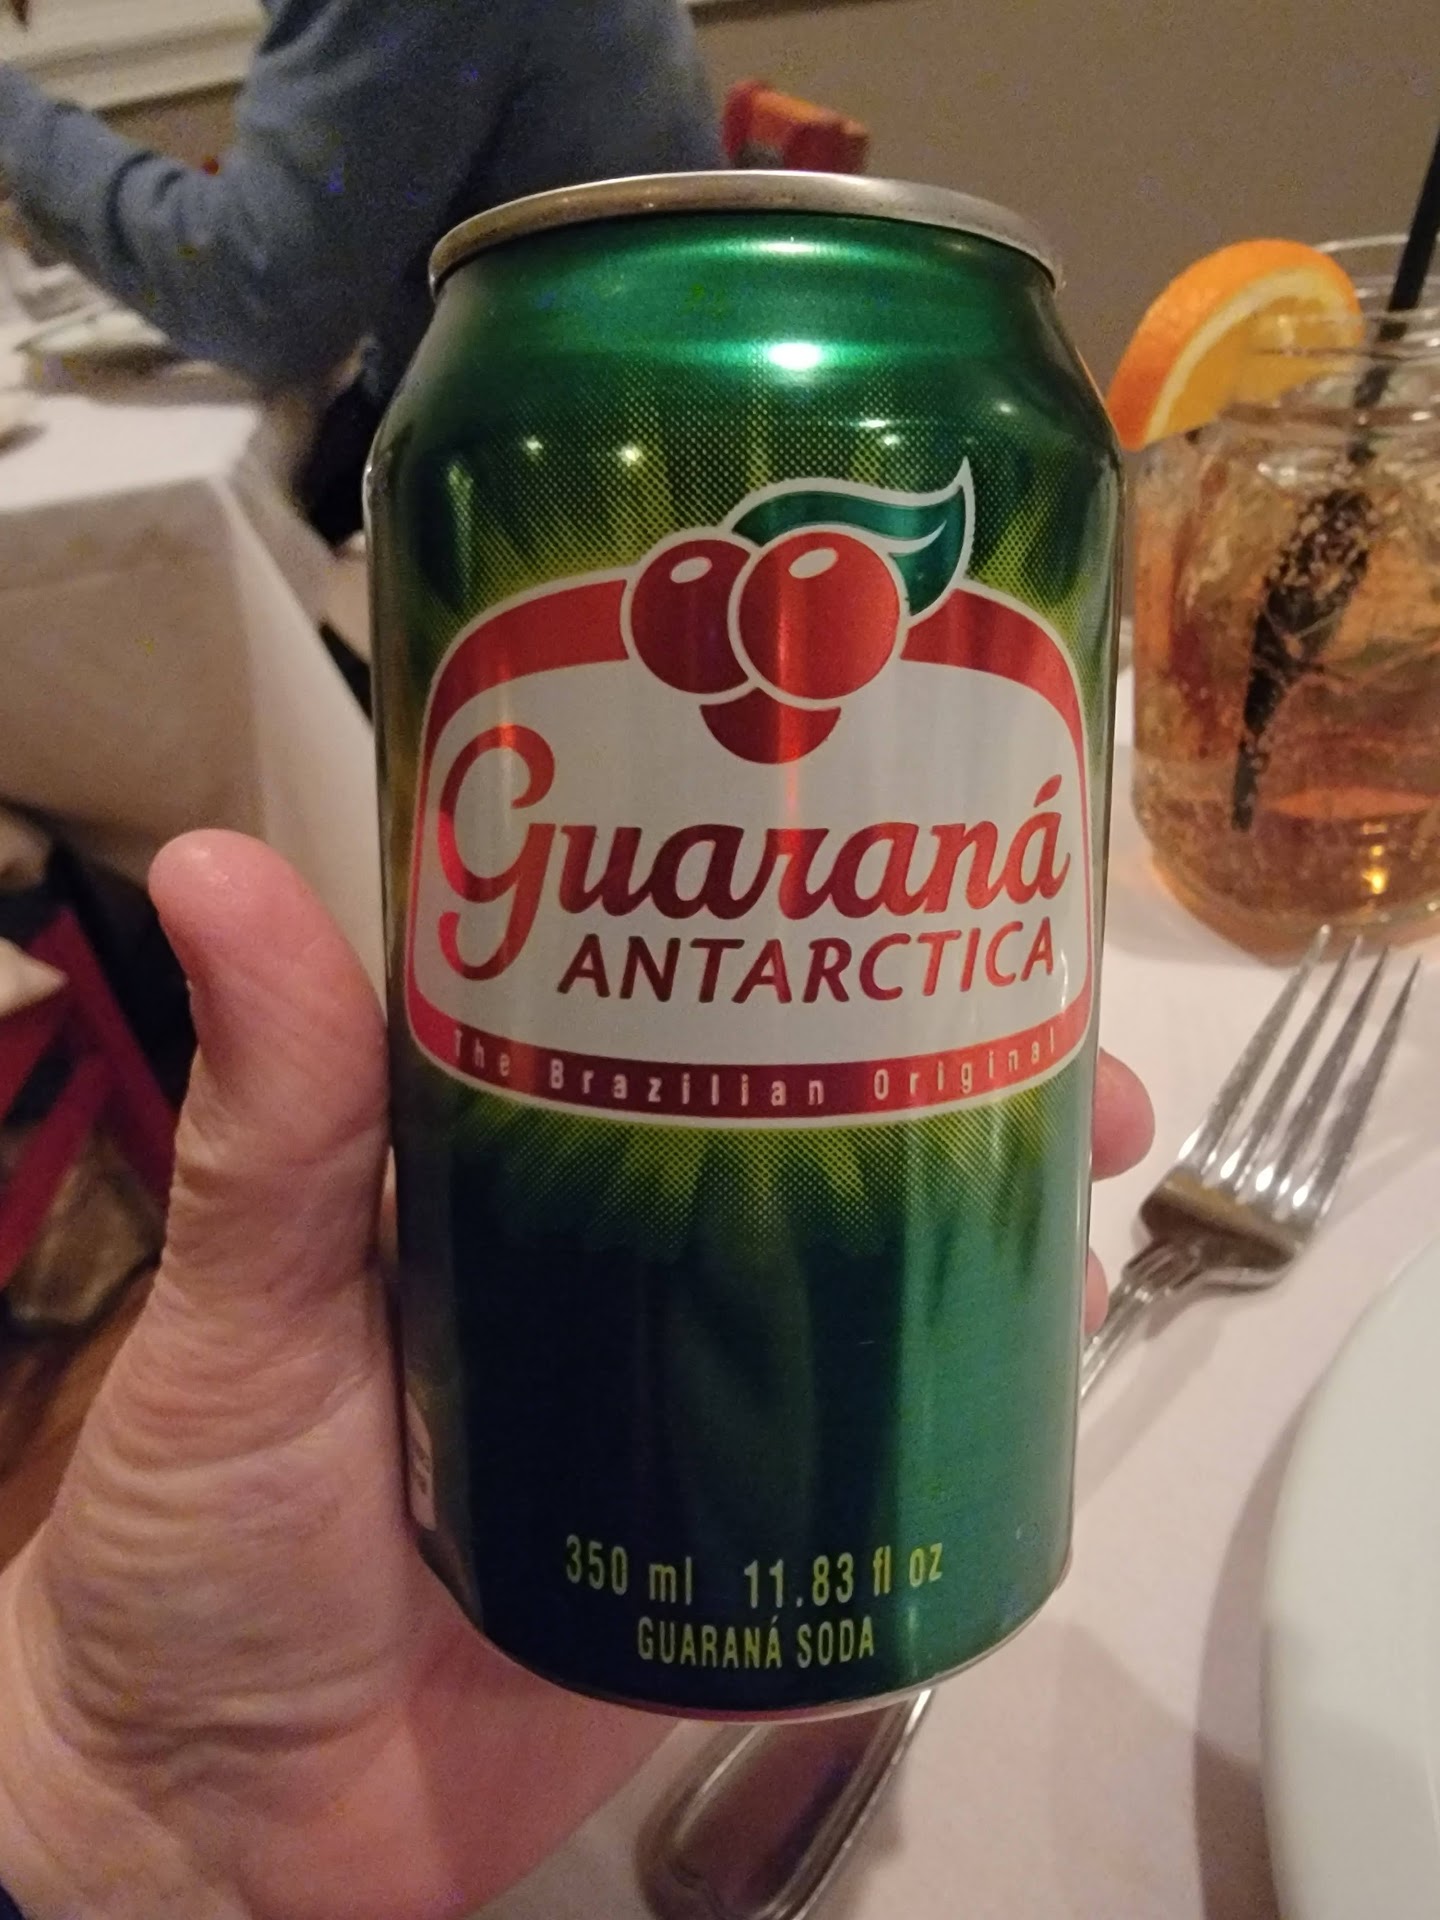 Guaraná
ANTARCTICA
The Brazilian Original
350 ml 11.83 fl oz
GUARANÁ SODA